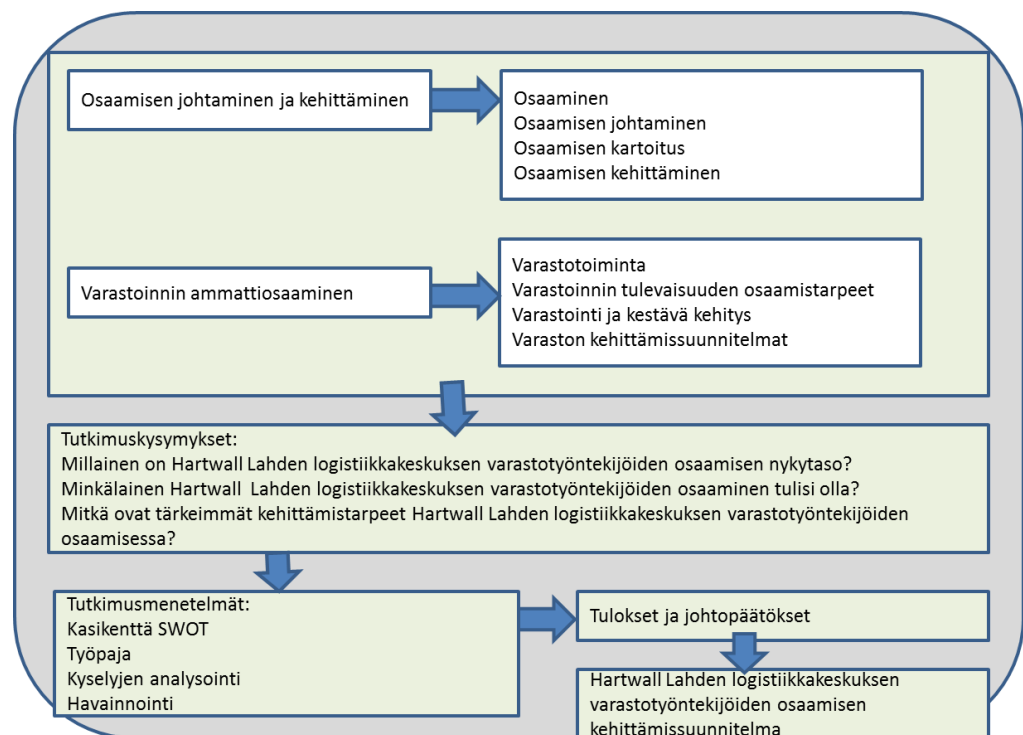 Osaamisen johtaminen ja kehittäminen
Osaaminen
Osaamisen johtaminen
Osaamisen kartoitus
Osaamisen kehittäminen
Varastoinnin ammattiosaaminen
Varastotoiminta
Varastoinnin tulevaisuuden osaamistarpeet
Varastointi ja kestävä kehitys
Varaston kehittämissuunnitelmat
Tutkimuskysymykset:
Millainen on Hartwall Lahden logistiikkakeskuksen varastotyöntekijöiden osaamisen nykytaso?
Minkälainen Hartwall Lahden logistiikkakeskuksen varastotyöntekijöiden osaaminen tulisi olla?
Mitkä ovat tärkeimmät kehittämistarpeet Hartwall Lahden logistiikkakeskuksen varastotyöntekijöiden
osaamisessa?
Tutkimusmenetelmät:
Kasikenttä SWOT
Työpaja
Kyselyjen analysointi
Havainnointi
Tulokset ja johtopäätökset
Hartwall Lahden logistiikkakeskuksen
varastotyöntekijöiden osaamisen
kehittämissuunnitelma